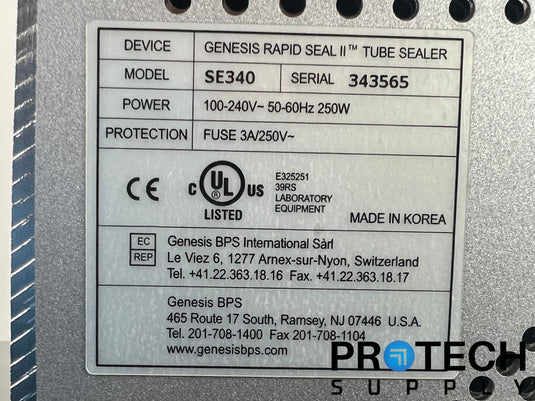 DEVICE GENESIS RAPID SEAL II™ TUBE SEALER
MODEL SE340 SERIAL 343565
POWER 100-240V~ 50-60Hz 250W
PROTECTION FUSE 3A/250V~
CE
C UL US
LISTED
E325251
39RS
LABORATORY
EQUIPMENT
MADE IN KOREA
EC
REP
Genesis BPS International Sàrl
Le Viez 6, 1277 Arnex-sur-Nyon, Switzerland
Tel. +41.22.363.18.16 Fax. +41.22.363.18.17
Genesis BPS
465 Route 17 South, Ramsey, NJ 07446 U.S.A.
Tel. 201-708-1400 Fax 201-708-1104
www.genesisbps.com
PROTECH
SUPPLY